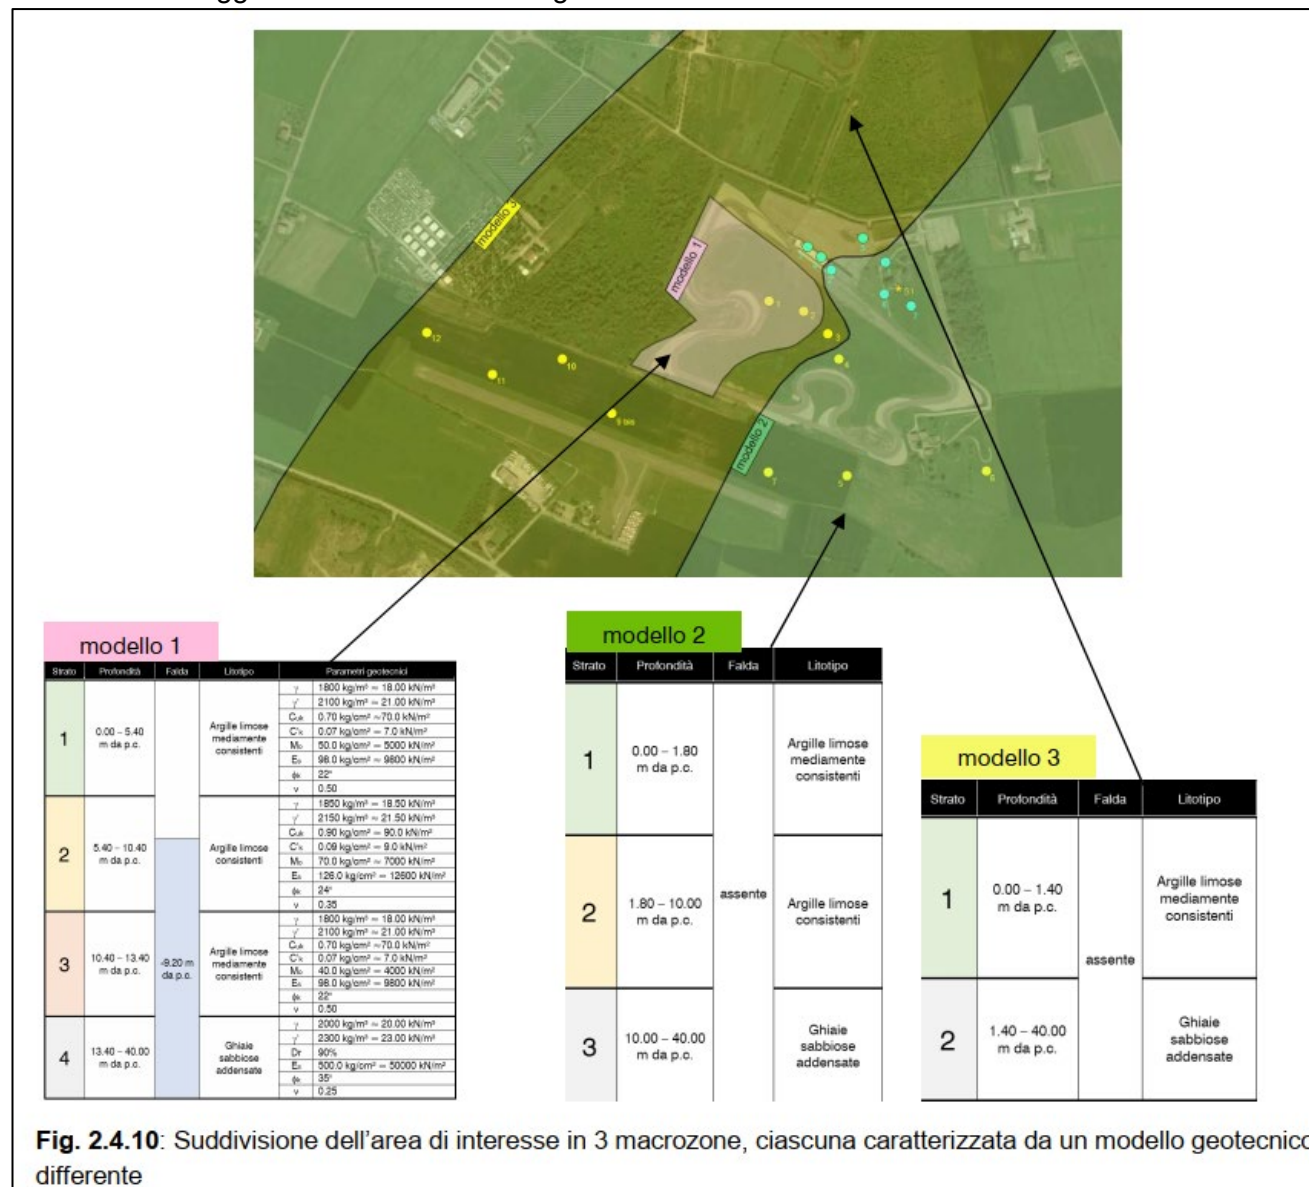 modello 3
modello 1
modello 2
1
2
3
4
5
6
7
9 bis
10
11
12
S1
modello 1
Strato Profondità Falda Litotipo Parametri geotecnici
1
0.00 – 5.40
m da p.c.
Argille limose
mediamente
consistenti
γ 1800 kg/m³ ≈ 18.00 kN/m³
γ' 2100 kg/m³ ≈ 21.00 kN/m³
Cuk 0.70 kg/cm² ≈70.0 kN/m²
C'k 0.07 kg/cm² ≈ 7.0 kN/m²
Mo 50.0 kg/cm² ≈ 5000 kN/m²
98.0 kg/cm² ≈ 9800 kN/m²
ϕk 22°
ν 0.50
2
5.40 – 10.40
m da p.c.
Argille limose
consistenti
γ 1850 kg/m³ ≈ 18.50 kN/m³
γ' 2150 kg/m³ ≈ 21.50 kN/m³
Cuk 0.90 kg/cm² ≈ 90.0 kN/m²
C'k 0.09 kg/cm² ≈ 9.0 kN/m²
Mo 70.0 kg/cm² ≈ 7000 kN/m²
126.0 kg/cm² ≈ 12600 kN/m²
ϕk 24°
ν 0.35
3
10.40 – 13.40
m da p.c.
-9.20 m
da p.c.
Argille limose
mediamente
consistenti
γ 1800 kg/m³ ≈ 18.00 kN/m³
γ' 2100 kg/m³ ≈ 21.00 kN/m³
Cuk 0.70 kg/cm² ≈70.0 kN/m²
C'k 0.07 kg/cm² ≈ 7.0 kN/m²
Mo 40.0 kg/cm² ≈ 4000 kN/m²
98.0 kg/cm² ≈ 9800 kN/m²
ϕk 22°
ν 0.50
4
13.40 – 40.00
m da p.c.
Ghiaie
sabbiose
addensate
γ 2000 kg/m³ ≈ 20.00 kN/m³
γ' 2300 kg/m³ ≈ 23.00 kN/m³
Dr 90%
500.0 kg/cm² ≈ 50000 kN/m²
ϕk 35°
ν 0.25
modello 2
Strato Profondità Falda Litotipo
1
0.00 – 1.80
m da p.c.
Argille limose
mediamente
consistenti
2
1.80 – 10.00
m da p.c.
assente
Argille limose
consistenti
3
10.00 – 40.00
m da p.c.
Ghiaie
sabbiose
addensate
modello 3
Strato Profondità Falda Litotipo
1
0.00 – 1.40
m da p.c.
Argille limose
mediamente
consistenti
assente
2
1.40 – 40.00
m da p.c.
Ghiaie
sabbiose
addensate
Fig. 2.4.10: Suddivisione dell'area di interesse in 3 macrozone, ciascuna caratterizzata da un modello geotecnico
differente